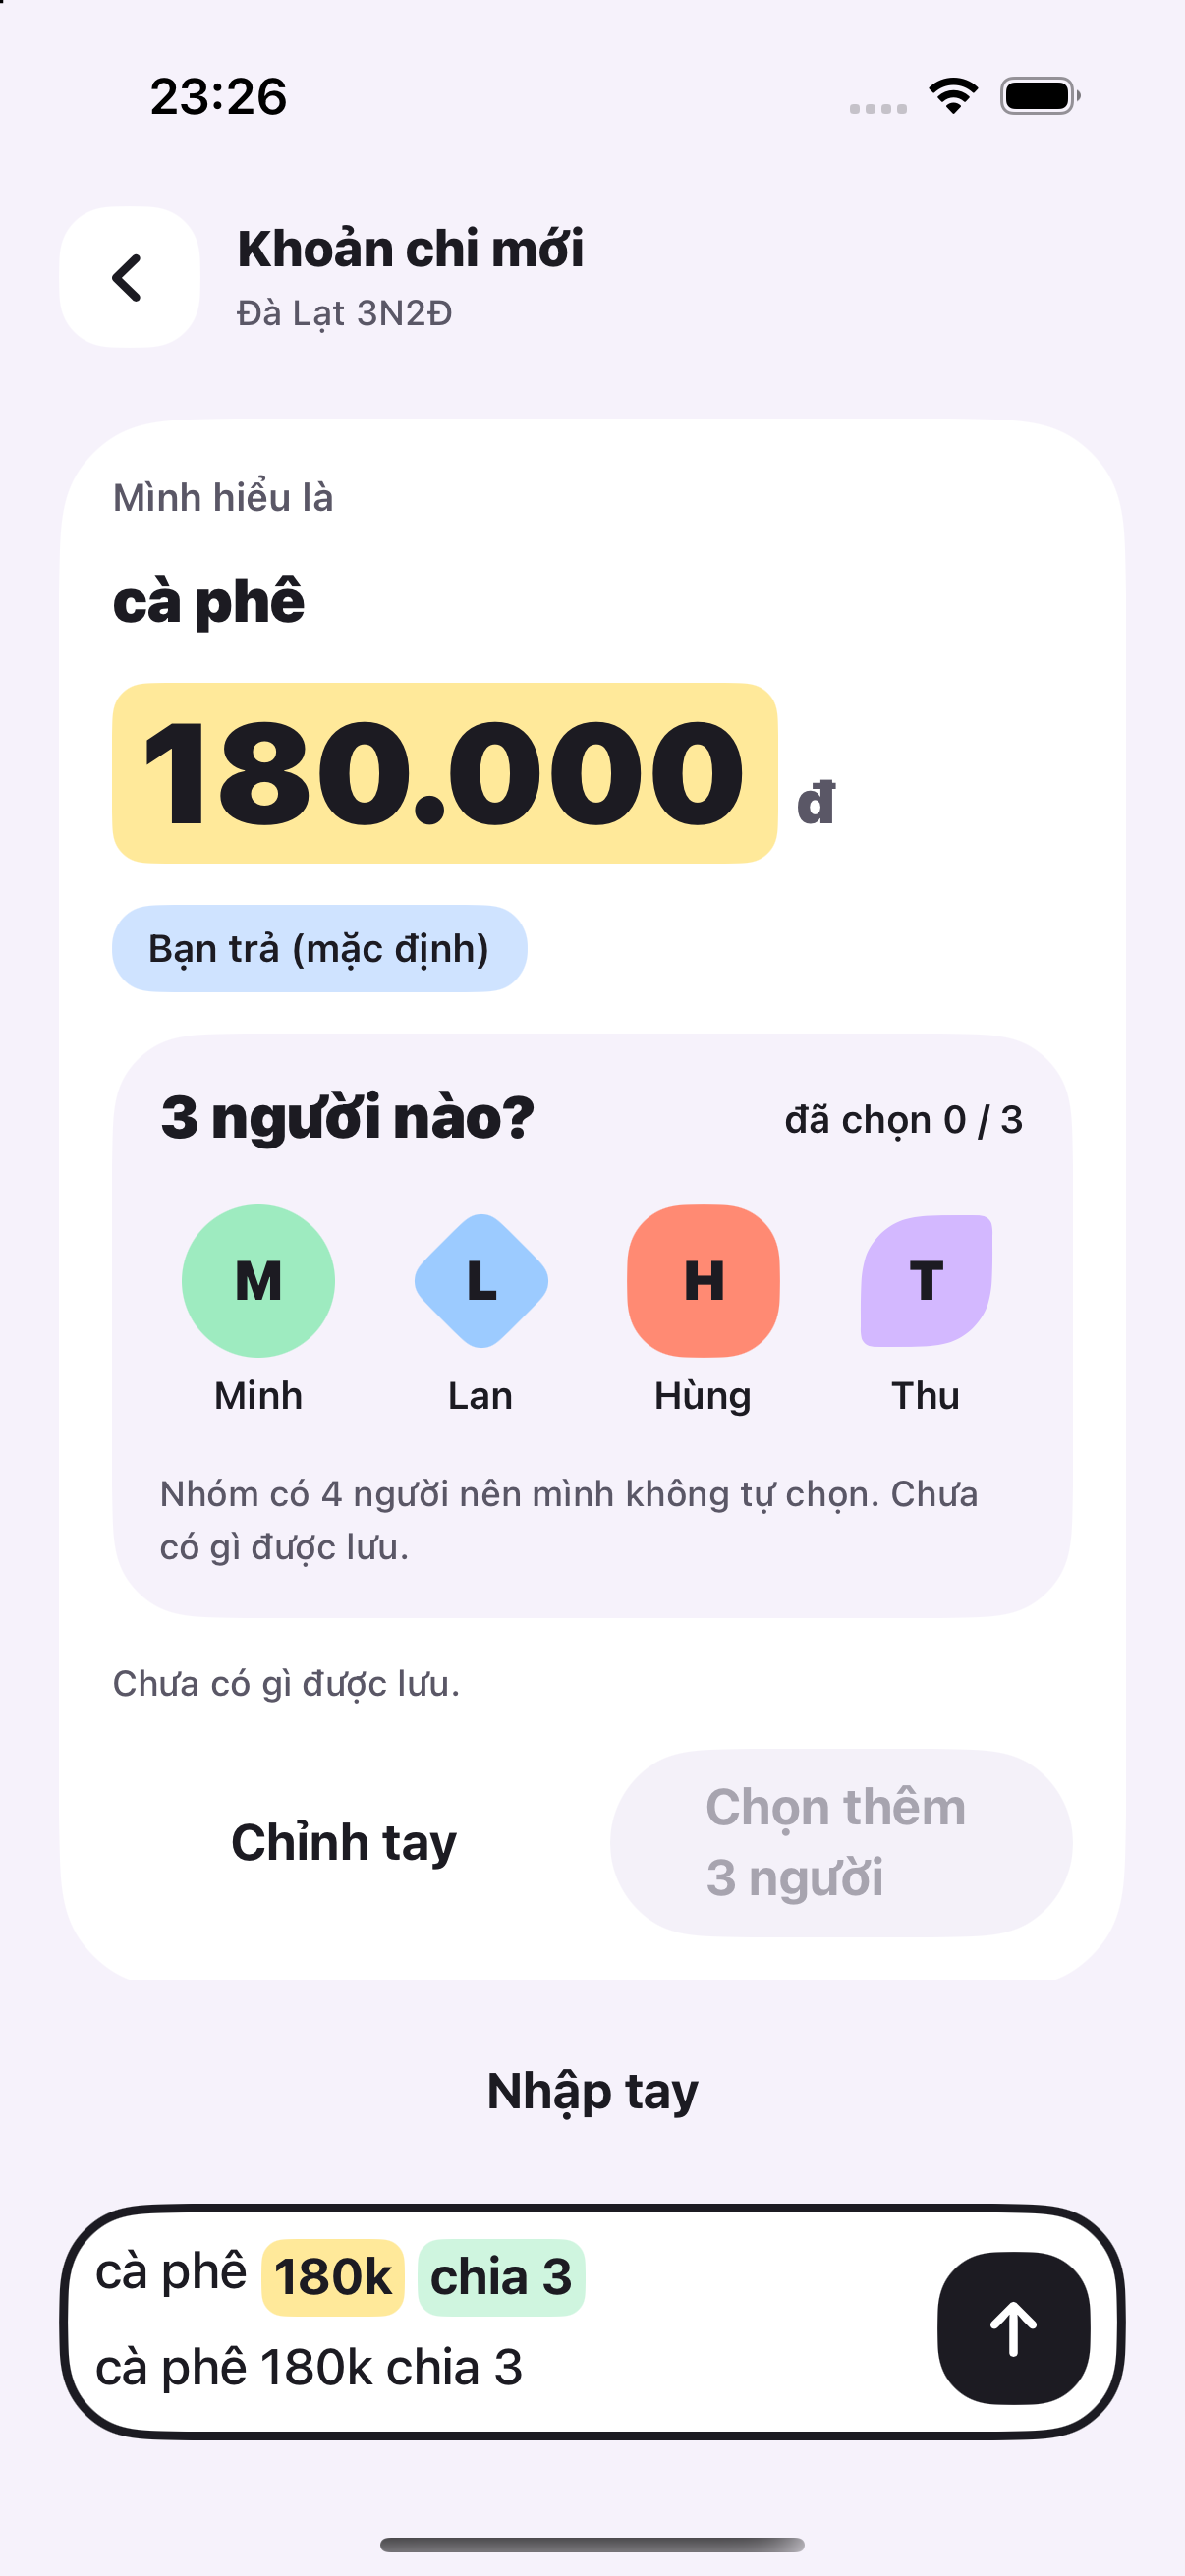 23:26
Khoản chi mới
Đà Lạt 3N2Đ
Mình hiểu là
cà phê
180.000 đ
Bạn trả (mặc định)
3 người nào?
đã chọn 0 / 3
M L H T
Minh Lan Hùng Thu
Nhóm có 4 người nên mình không tự chọn. Chưa
có gì được lưu.
Chưa có gì được lưu.
Chỉnh tay
Chọn thêm
3 người
Nhập tay
cà phê 180k chia 3
cà phê 180k chia 3